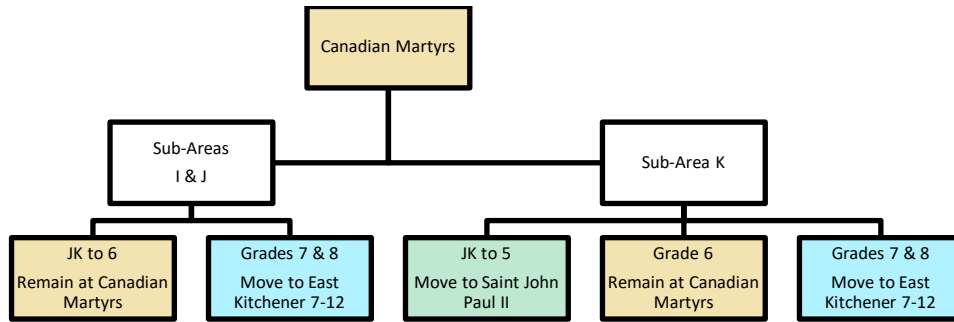 Canadian Martyrs
Sub-Areas
I & J
Sub-Area K
JK to 6
Remain at Canadian
Martyrs
Grades 7 & 8
Move to East
Kitchener 7-12
JK to 5
Move to Saint John
Paul II
Grade 6
Remain at Canadian
Martyrs
Grades 7 & 8
Move to East
Kitchener 7-12